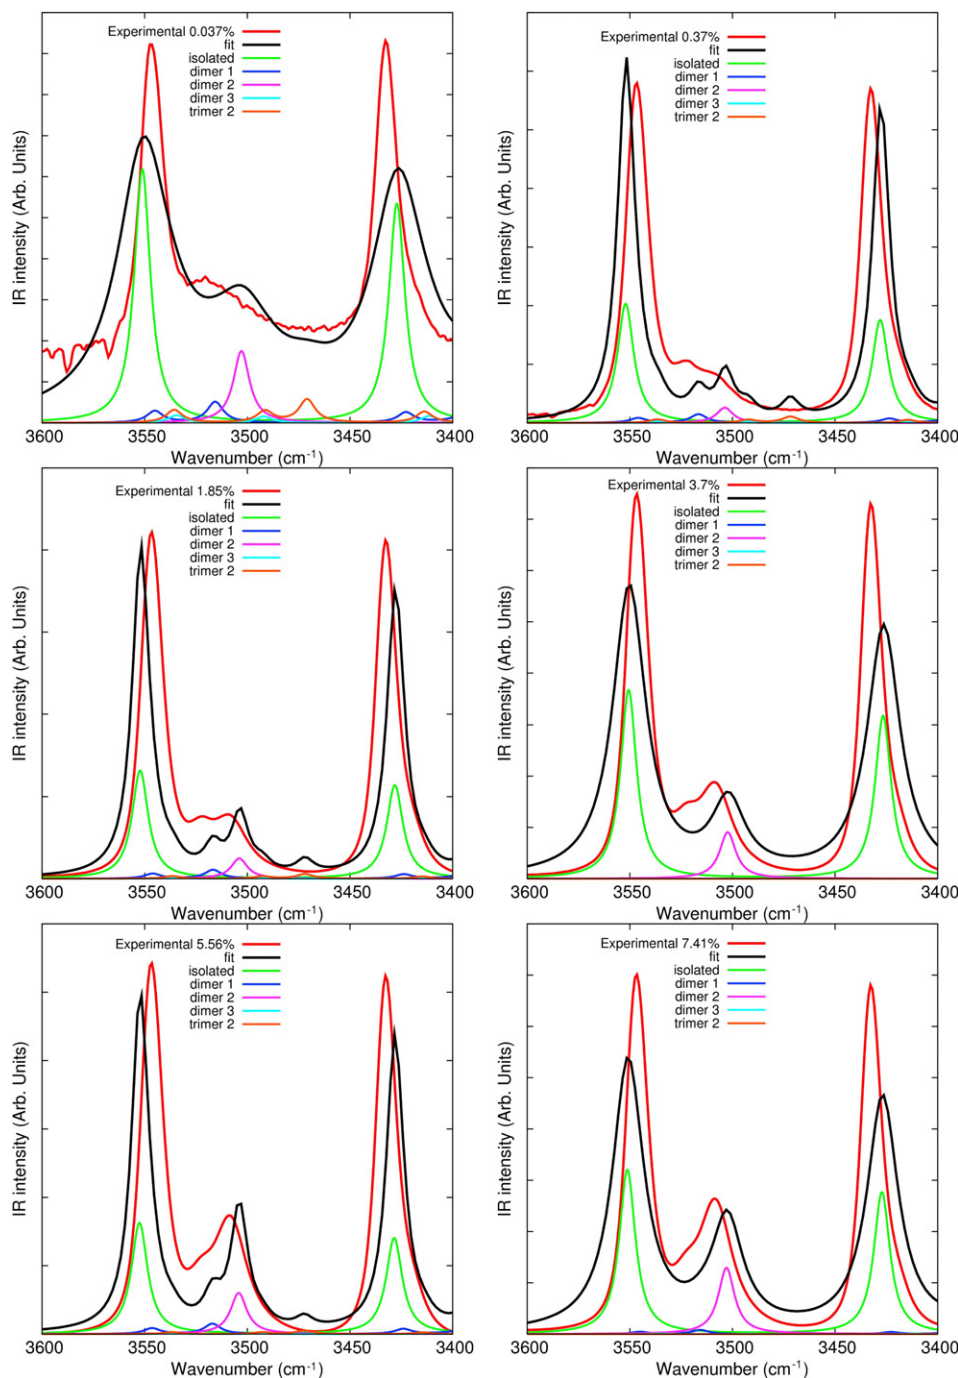 Experimental 0.037%
fit
isolated
dimer 1
dimer 2
dimer 3
trimer 2
IR intensity (Arb. Units)
3600 3550 3500 3450 3400
Wavenumber (cm⁻¹)
Experimental 0.37%
fit
isolated
dimer 1
dimer 2
dimer 3
trimer 2
IR intensity (Arb. Units)
3600 3550 3500 3450 3400
Wavenumber (cm⁻¹)
Experimental 1.85%
fit
isolated
dimer 1
dimer 2
dimer 3
trimer 2
IR intensity (Arb. Units)
3600 3550 3500 3450 3400
Wavenumber (cm⁻¹)
Experimental 3.7%
fit
isolated
dimer 1
dimer 2
dimer 3
trimer 2
IR intensity (Arb. Units)
3600 3550 3500 3450 3400
Wavenumber (cm⁻¹)
Experimental 5.56%
fit
isolated
dimer 1
dimer 2
dimer 3
trimer 2
IR intensity (Arb. Units)
3600 3550 3500 3450 3400
Wavenumber (cm⁻¹)
Experimental 7.41%
fit
isolated
dimer 1
dimer 2
dimer 3
trimer 2
IR intensity (Arb. Units)
3600 3550 3500 3450 3400
Wavenumber (cm⁻¹)